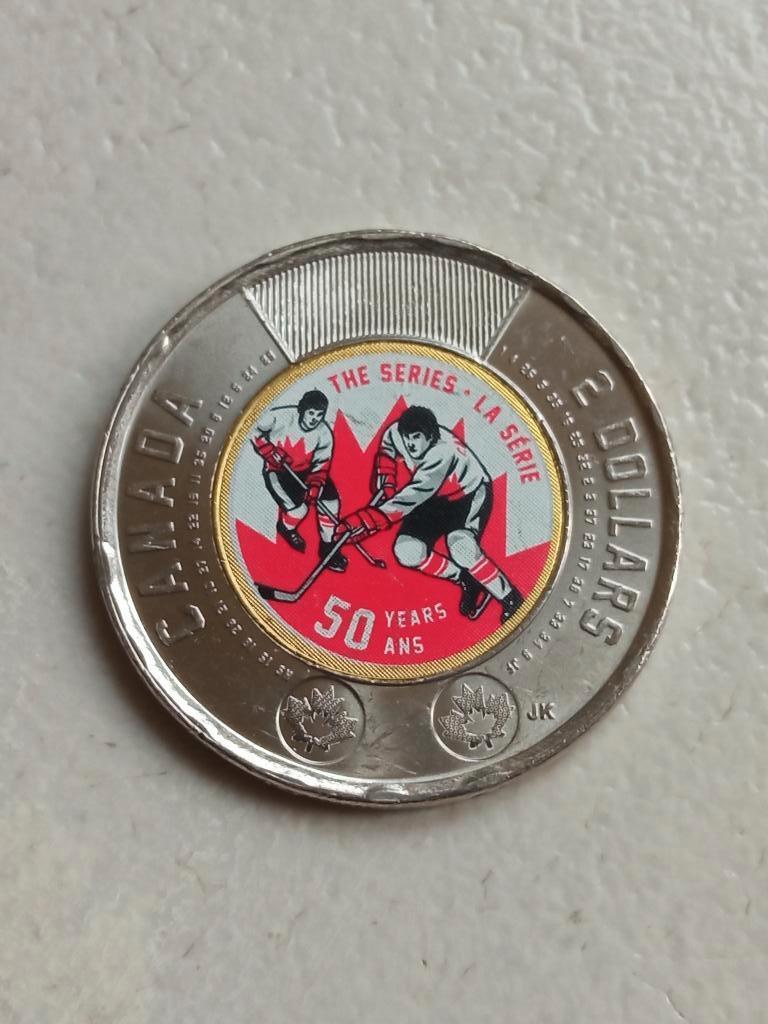 CANADA
2 DOLLARS
THE SERIES · LA SÉRIE
50 YEARS
ANS
JK